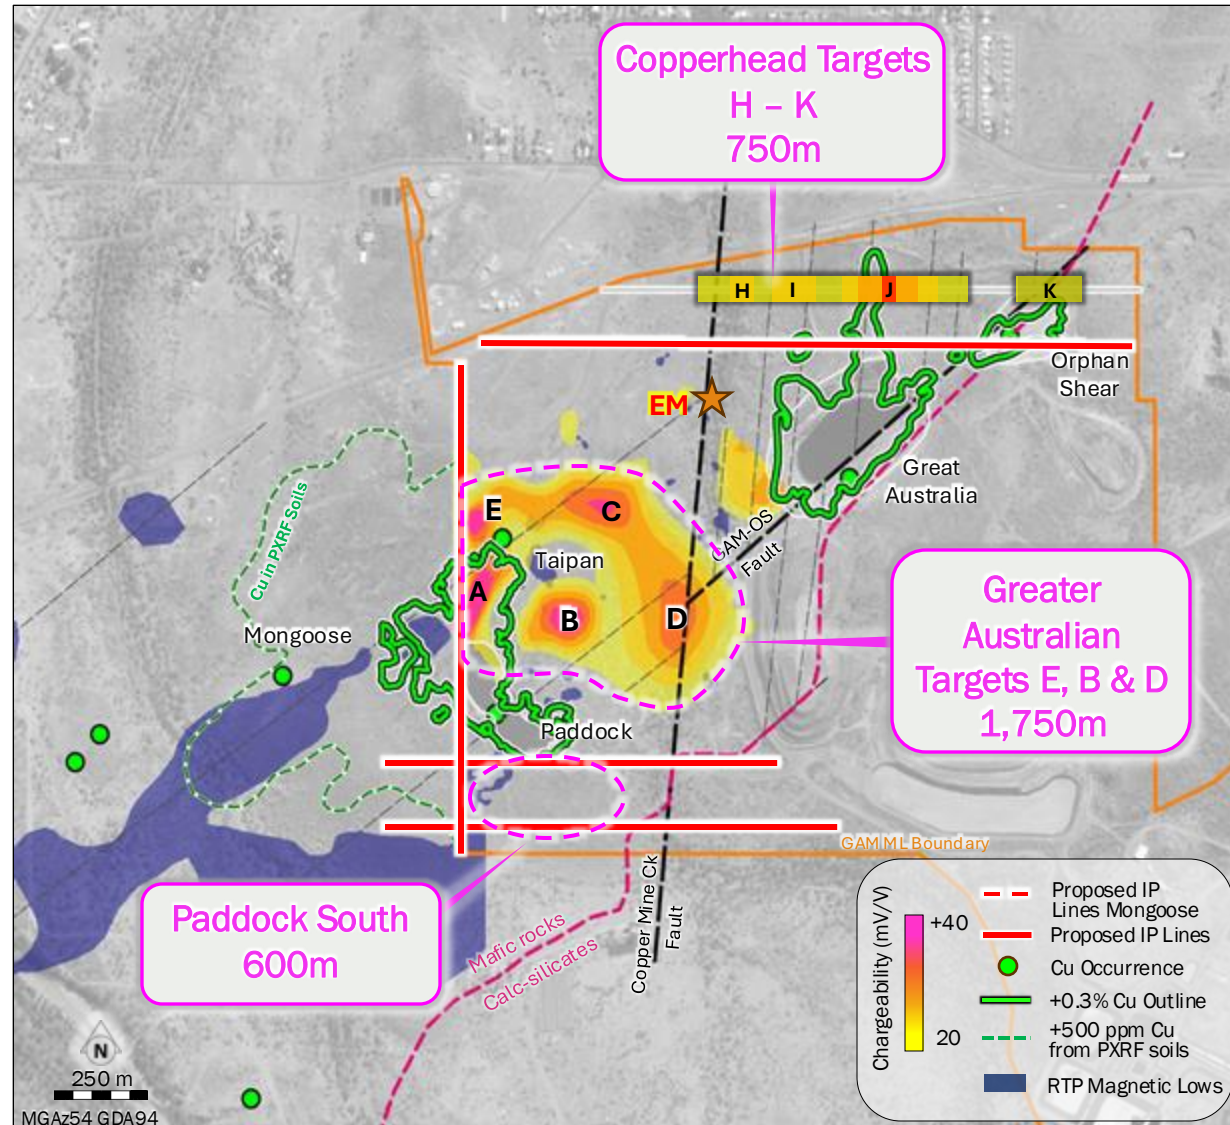 Copperhead Targets
H – K
750m
H
I
J
K
Orphan
Shear
EM
Great
Australia
Cu in PXRF Soils
E
C
GAM-OS
Fault
Taipan
A
B
D
Greater
Australian
Targets E, B & D
1,750m
Mongoose
Paddock
GAM ML Boundary
Paddock South
600m
Mafic rocks
Calc-silicates
Copper Mine Ck
Fault
Chargeability (mV/V)
+40
20
Proposed IP
Lines Mongoose
Proposed IP Lines
Cu Occurrence
+0.3% Cu Outline
+500 ppm Cu
from PXRF soils
RTP Magnetic Lows
N
250 m
MGAz54 GDA94